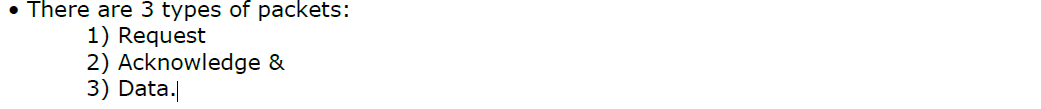 • There are 3 types of packets:
1) Request
2) Acknowledge &
3) Data.